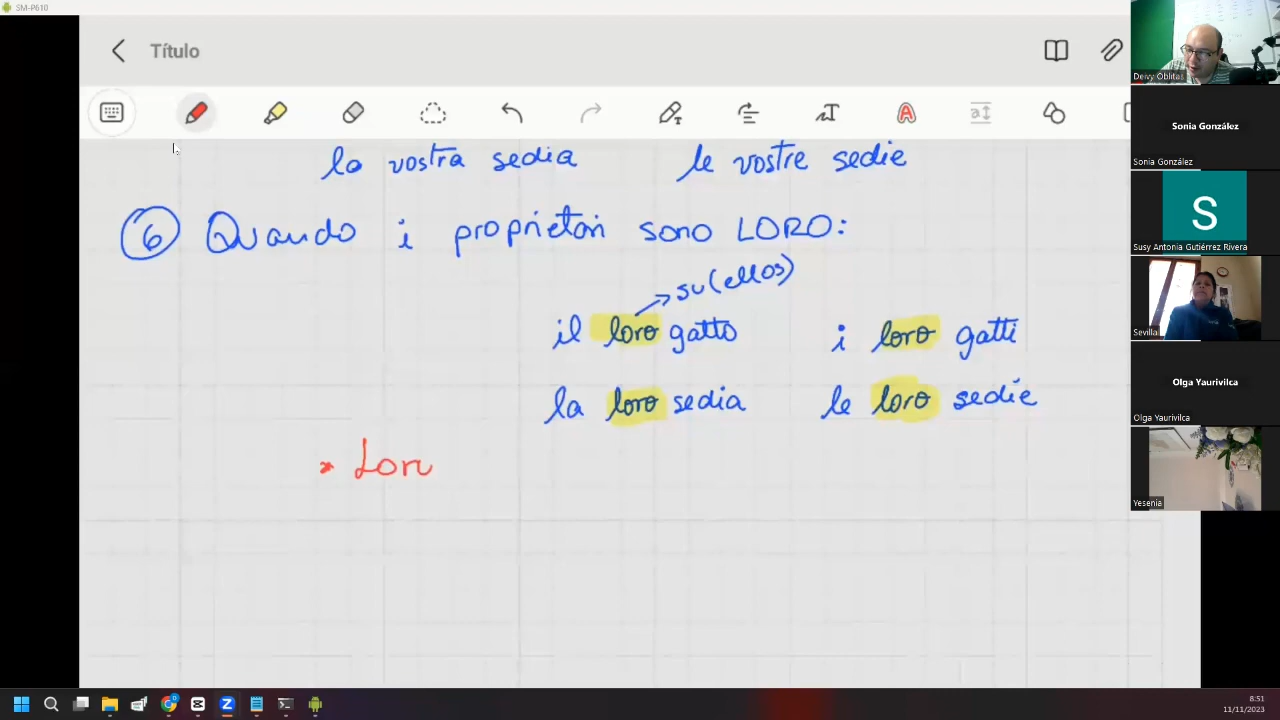 SM-P610
Título
la vostra sedia le vostre sedie
6 Quando i proprietari sono LORO:
su (ellos)
il loro gatto i loro gatti
la loro sedia le loro sedie
* Loro
Deivy Oblitas
Sonia González
Sonia González
S
Susy Antonia Gutiérrez Rivera
Sevilla
Olga Yaurivilca
Olga Yaurivilca
Yesenia
8:51
11/11/2023